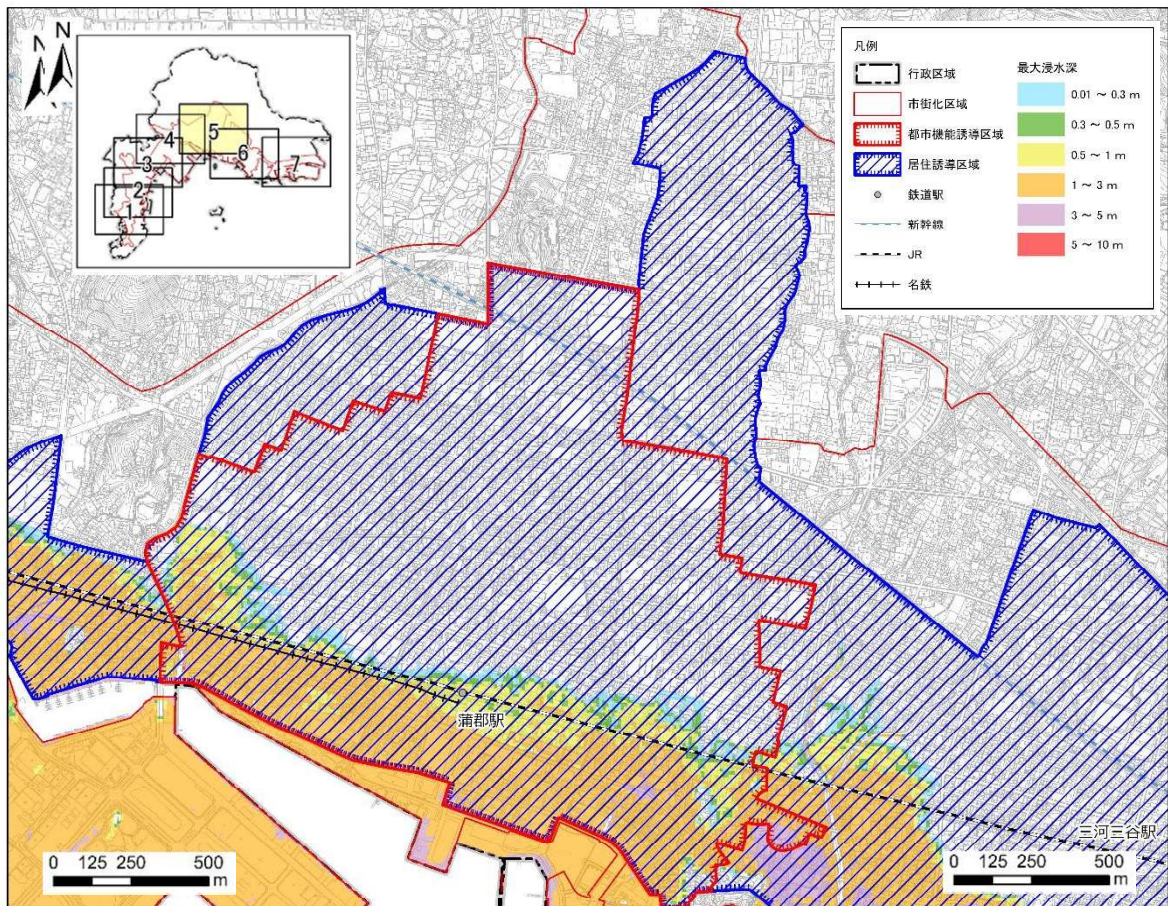 N
N
4
5
3
6
7
2
1
凡例
行政区域
市街化区域
都市機能誘導区域
居住誘導区域
鉄道駅
新幹線
JR
名鉄
最大浸水深
0.01 ~ 0.3 m
0.3 ~ 0.5 m
0.5 ~ 1 m
1 ~ 3 m
3 ~ 5 m
5 ~ 10 m
蒲郡駅
三河三谷駅
0 125 250 500
m
0 125 250 500
m